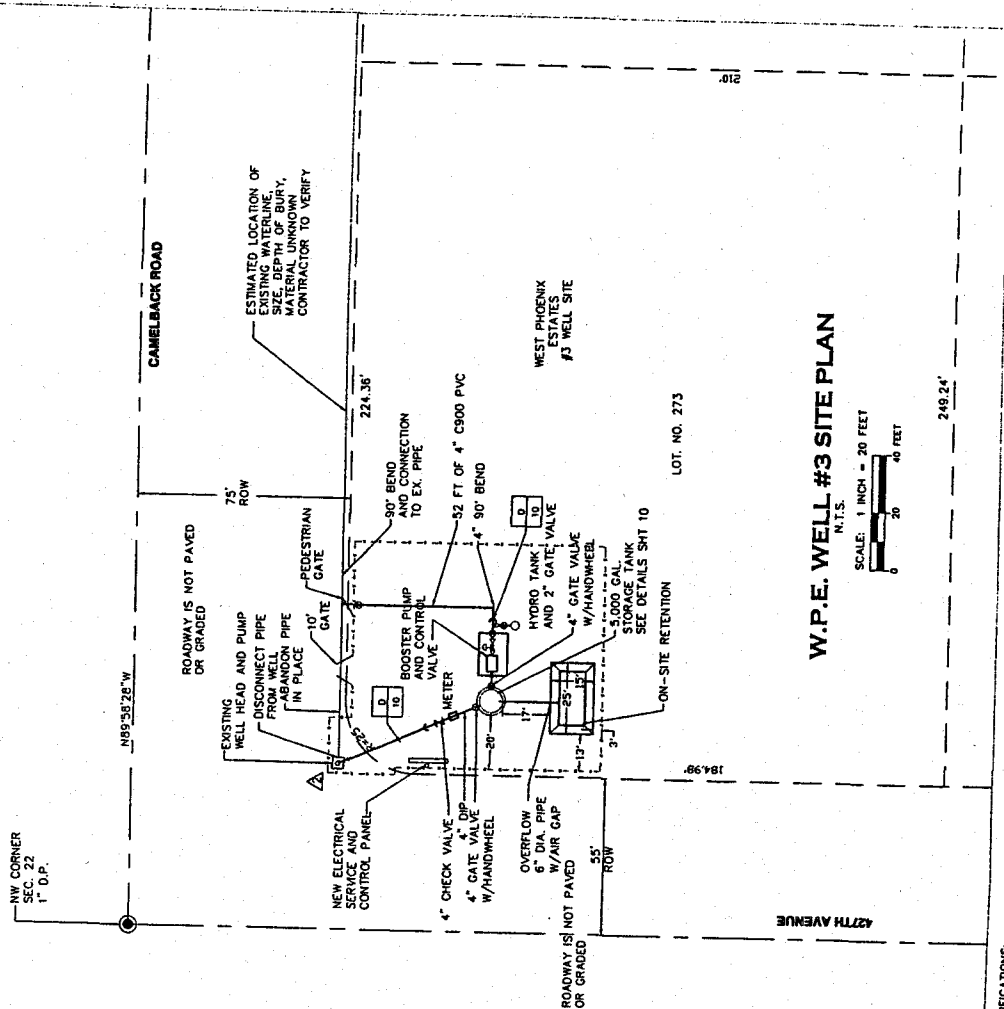 NW CORNER
SEC. 22
1" D.P.
N89°58'28"W
CAMELBACK ROAD
75'
ROW
ROADWAY IS NOT PAVED
OR GRADED
ESTIMATED LOCATION OF
EXISTING WATERLINE,
SIZE, DEPTH OF BURY,
MATERIAL UNKNOWN
CONTRACTOR TO VERIFY
EXISTING
WELL HEAD AND PUMP
DISCONNECT PIPE
FROM WELL
ABANDON PIPE
IN PLACE
10'
GATE
PEDESTRIAN
GATE
224.36'
210'
90° BEND
AND CONNECTION
TO EX. PIPE
R=25
2
D
10
NEW ELECTRICAL
SERVICE AND
CONTROL PANEL
BOOSTER PUMP
AND CONTROL
VALVE
METER
52 FT OF 4" C900 PVC
4" 90° BEND
D
10
4" CHECK VALVE
4" DIP
4" GATE VALVE
W/HANDWHEEL
HYDRO TANK
AND 2" GATE VALVE
4" GATE VALVE
W/HANDWHEEL
5,000 GAL.
STORAGE TANK
SEE DETAILS SHT 10
WEST PHOENIX
ESTATES
#3 WELL SITE
20'
17'
25'
15'
13'
3'
OVERFLOW
6" DIA. PIPE
W/AIR GAP
ON-SITE RETENTION
LOT. NO. 273
ROADWAY IS NOT PAVED
OR GRADED
55'
ROW
184.99'
427TH AVENUE
249.24'
W.P.E. WELL #3 SITE PLAN
N.T.S.
SCALE: 1 INCH = 20 FEET
0
20
40 FEET